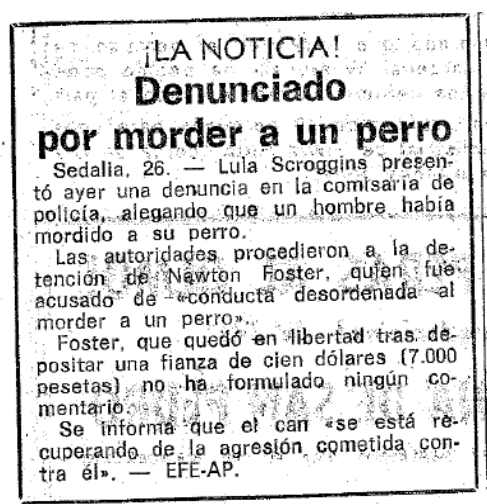 ¡LA NOTICIA!
Denunciado
por morder a un perro
Sedalia, 26. — Lula Scroggins presen-
tó ayer una denuncia en la comisaría de
policía, alegando que un hombre había
mordido a su perro.
Las autoridades procedieron a la de-
tención de Newton Foster, quien fue
acusado de «conducta desordenada al
morder a un perro».
Foster, que quedó en libertad tras de-
positar una fianza de cien dólares (7.000
pesetas) no ha formulado ningún co-
mentario.
Se informa que el can «se está re-
cuperando de la agresión cometida con-
tra él». — EFE-AP.